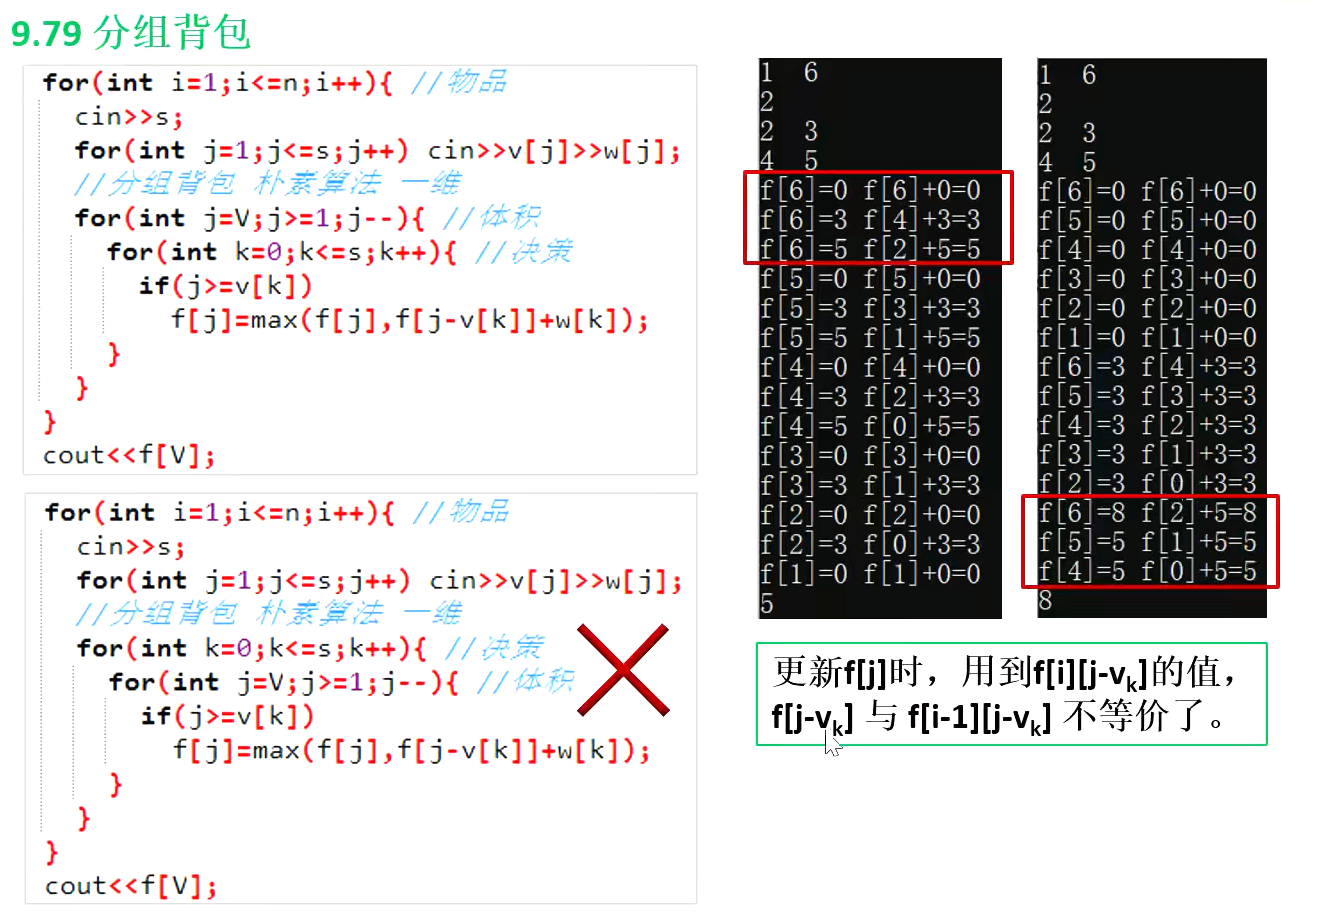 9.79 分组背包
for(int i=1;i<=n;i++){ //物品
cin>>s;
for(int j=1;j<=s;j++) cin>>v[j]>>w[j];
//分组背包 朴素算法 一维
for(int j=V;j>=1;j--){ //体积
for(int k=0;k<=s;k++){ //决策
if(j>=v[k])
f[j]=max(f[j],f[j-v[k]]+w[k]);
}
}
}
cout<<f[V];
for(int i=1;i<=n;i++){ //物品
cin>>s;
for(int j=1;j<=s;j++) cin>>v[j]>>w[j];
//分组背包 朴素算法 一维
for(int k=0;k<=s;k++){ //决策
for(int j=V;j>=1;j--){ //体积
if(j>=v[k])
f[j]=max(f[j],f[j-v[k]]+w[k]);
}
}
}
cout<<f[V];
1 6
2
2 3
4 5
f[6]=0 f[6]+0=0
f[6]=3 f[4]+3=3
f[6]=5 f[2]+5=5
f[5]=0 f[5]+0=0
f[5]=3 f[3]+3=3
f[5]=5 f[1]+5=5
f[4]=0 f[4]+0=0
f[4]=3 f[2]+3=3
f[4]=5 f[0]+5=5
f[3]=0 f[3]+0=0
f[3]=3 f[1]+3=3
f[2]=0 f[2]+0=0
f[2]=3 f[0]+3=3
f[1]=0 f[1]+0=0
5
1 6
2
2 3
4 5
f[6]=0 f[6]+0=0
f[5]=0 f[5]+0=0
f[4]=0 f[4]+0=0
f[3]=0 f[3]+0=0
f[2]=0 f[2]+0=0
f[1]=0 f[1]+0=0
f[6]=3 f[4]+3=3
f[5]=3 f[3]+3=3
f[4]=3 f[2]+3=3
f[3]=3 f[1]+3=3
f[2]=3 f[0]+3=3
f[6]=8 f[2]+5=8
f[5]=5 f[1]+5=5
f[4]=5 f[0]+5=5
8
更新f[j]时，用到f[i][j-vk]的值，
f[j-vk] 与 f[i-1][j-vk] 不等价了。